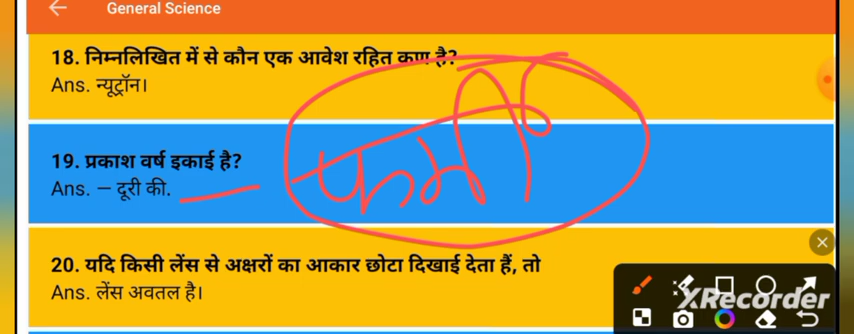 General Science
18. निम्नलिखित में से कौन एक आवेश रहित कण है?
Ans. न्यूट्रॉन।
19. प्रकाश वर्ष इकाई है?
Ans. – दूरी की.
20. यदि किसी लेंस से अक्षरों का आकार छोटा दिखाई देता हैं, तो
Ans. लेंस अवतल है।
XRecorder